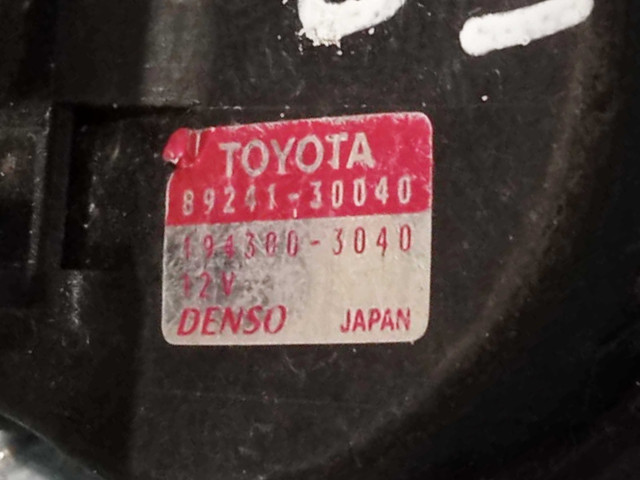 TOYOTA
89241-30040
194300-3040
12V
DENSO JAPAN